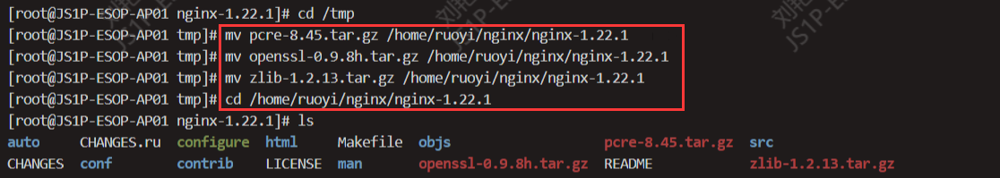 [root@JS1P-ESOP-AP01 nginx-1.22.1]# cd /tmp
[root@JS1P-ESOP-AP01 tmp]# mv pcre-8.45.tar.gz /home/ruoyi/nginx/nginx-1.22.1
[root@JS1P-ESOP-AP01 tmp]# mv openssl-0.9.8h.tar.gz /home/ruoyi/nginx/nginx-1.22.1
[root@JS1P-ESOP-AP01 tmp]# mv zlib-1.2.13.tar.gz /home/ruoyi/nginx/nginx-1.22.1
[root@JS1P-ESOP-AP01 tmp]# cd /home/ruoyi/nginx/nginx-1.22.1
[root@JS1P-ESOP-AP01 nginx-1.22.1]# ls
auto CHANGES.ru configure html Makefile objs pcre-8.45.tar.gz src
CHANGES conf contrib LICENSE man openssl-0.9.8h.tar.gz README zlib-1.2.13.tar.gz